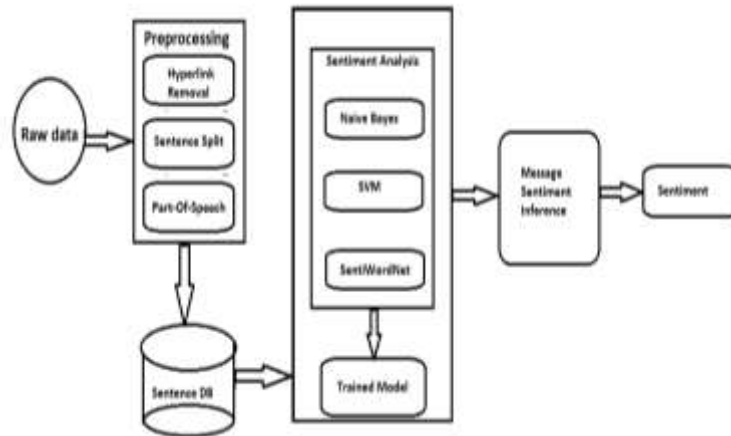 Raw data
Preprocessing
Hyperlink
Removal
Sentence Split
Part-Of-Speech
Sentence DB
Sentiment Analysis
Naive Bayes
SVM
SentiWordNet
Trained Model
Message
Sentiment
Inference
Sentiment